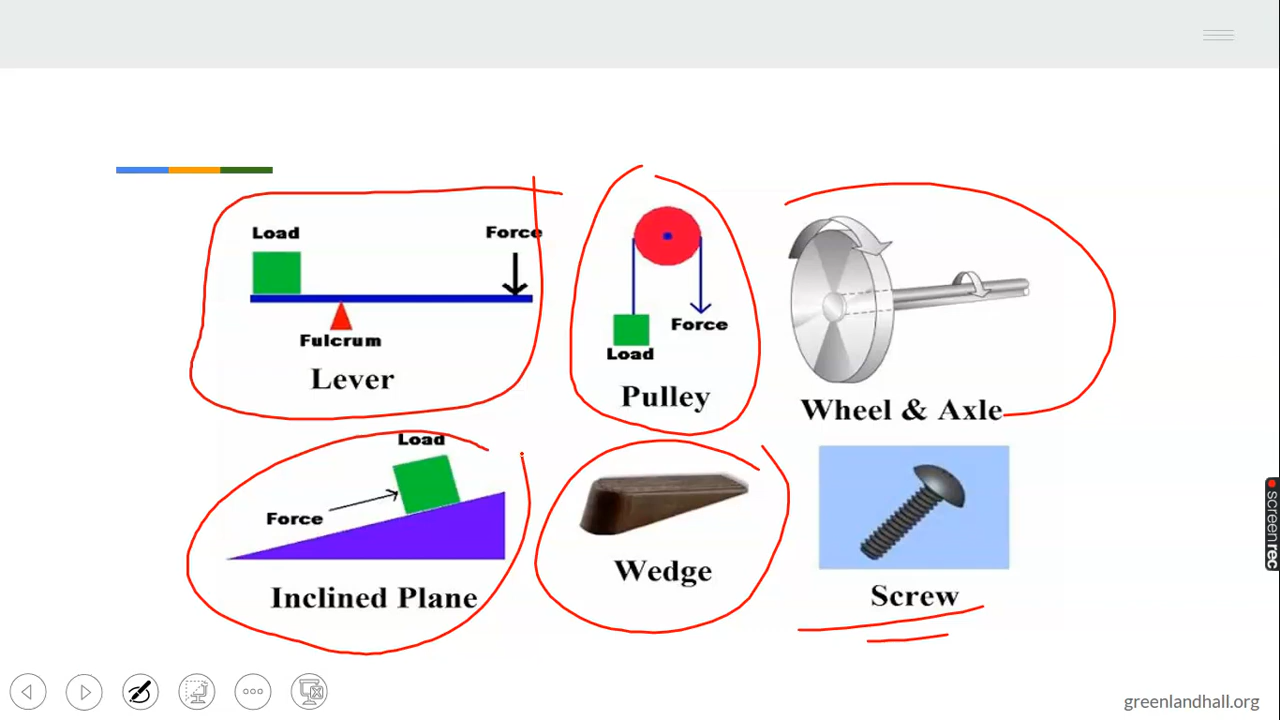 Load
Force
Fulcrum
Lever
Force
Load
Pulley
Wheel & Axle
Load
Force
Inclined Plane
Wedge
Screw
greenlandhall.org
screenrec